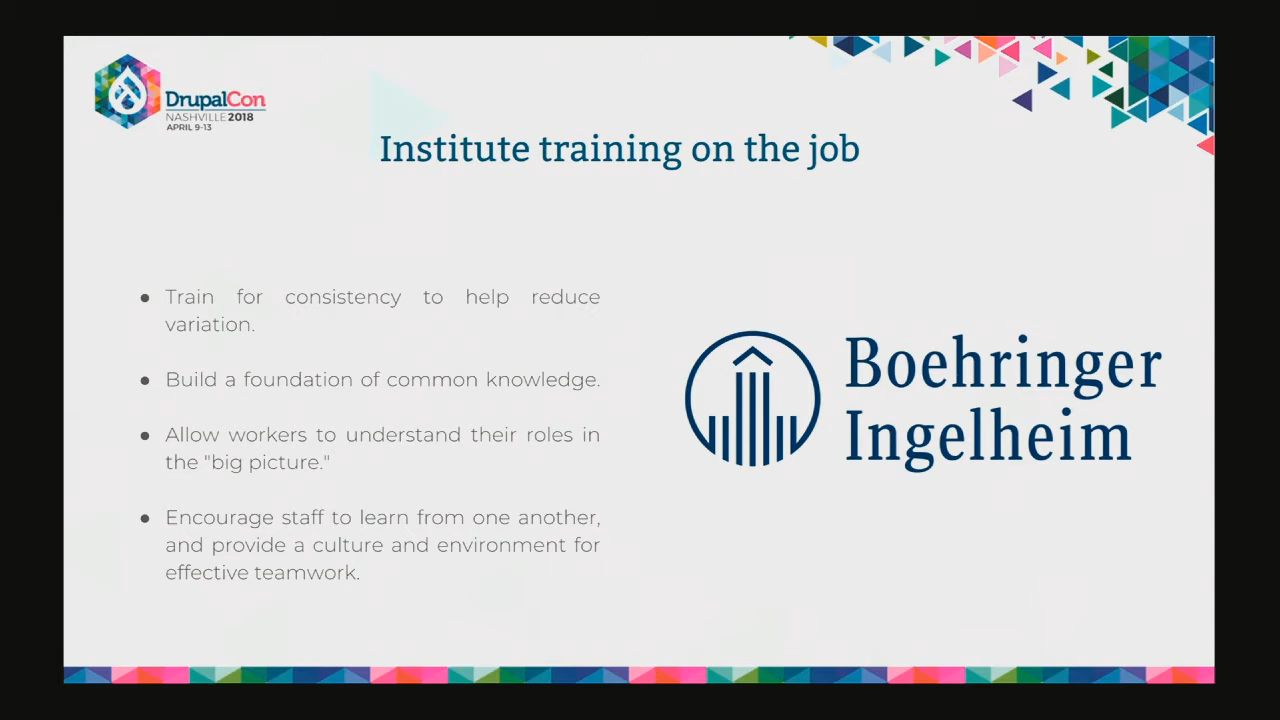 DrupalCon
NASHVILLE 2018
APRIL 9-13
Institute training on the job
● Train for consistency to help reduce
variation.
● Build a foundation of common knowledge.
● Allow workers to understand their roles in
the "big picture."
● Encourage staff to learn from one another,
and provide a culture and environment for
effective teamwork.
Boehringer
Ingelheim